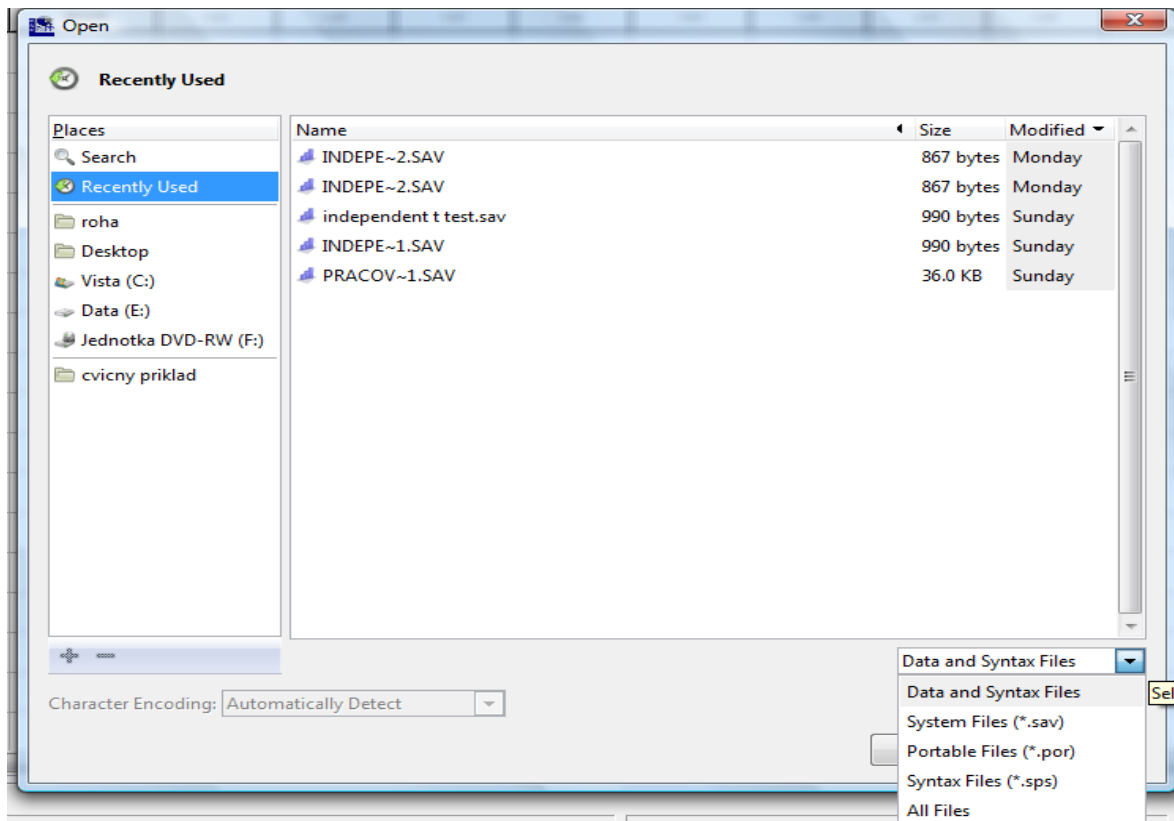 Open
Recently Used
Places
Name Size Modified
Search
INDEPE~2.SAV 867 bytes Monday
Recently Used
INDEPE~2.SAV 867 bytes Monday
roha
independent t test.sav 990 bytes Sunday
Desktop
INDEPE~1.SAV 990 bytes Sunday
Vista (C:)
PRACOV~1.SAV 36.0 KB Sunday
Data (E:)
Jednotka DVD-RW (F:)
cvicny priklad
Data and Syntax Files
Character Encoding: Automatically Detect
Data and Syntax Files
System Files (*.sav)
Portable Files (*.por)
Syntax Files (*.sps)
All Files